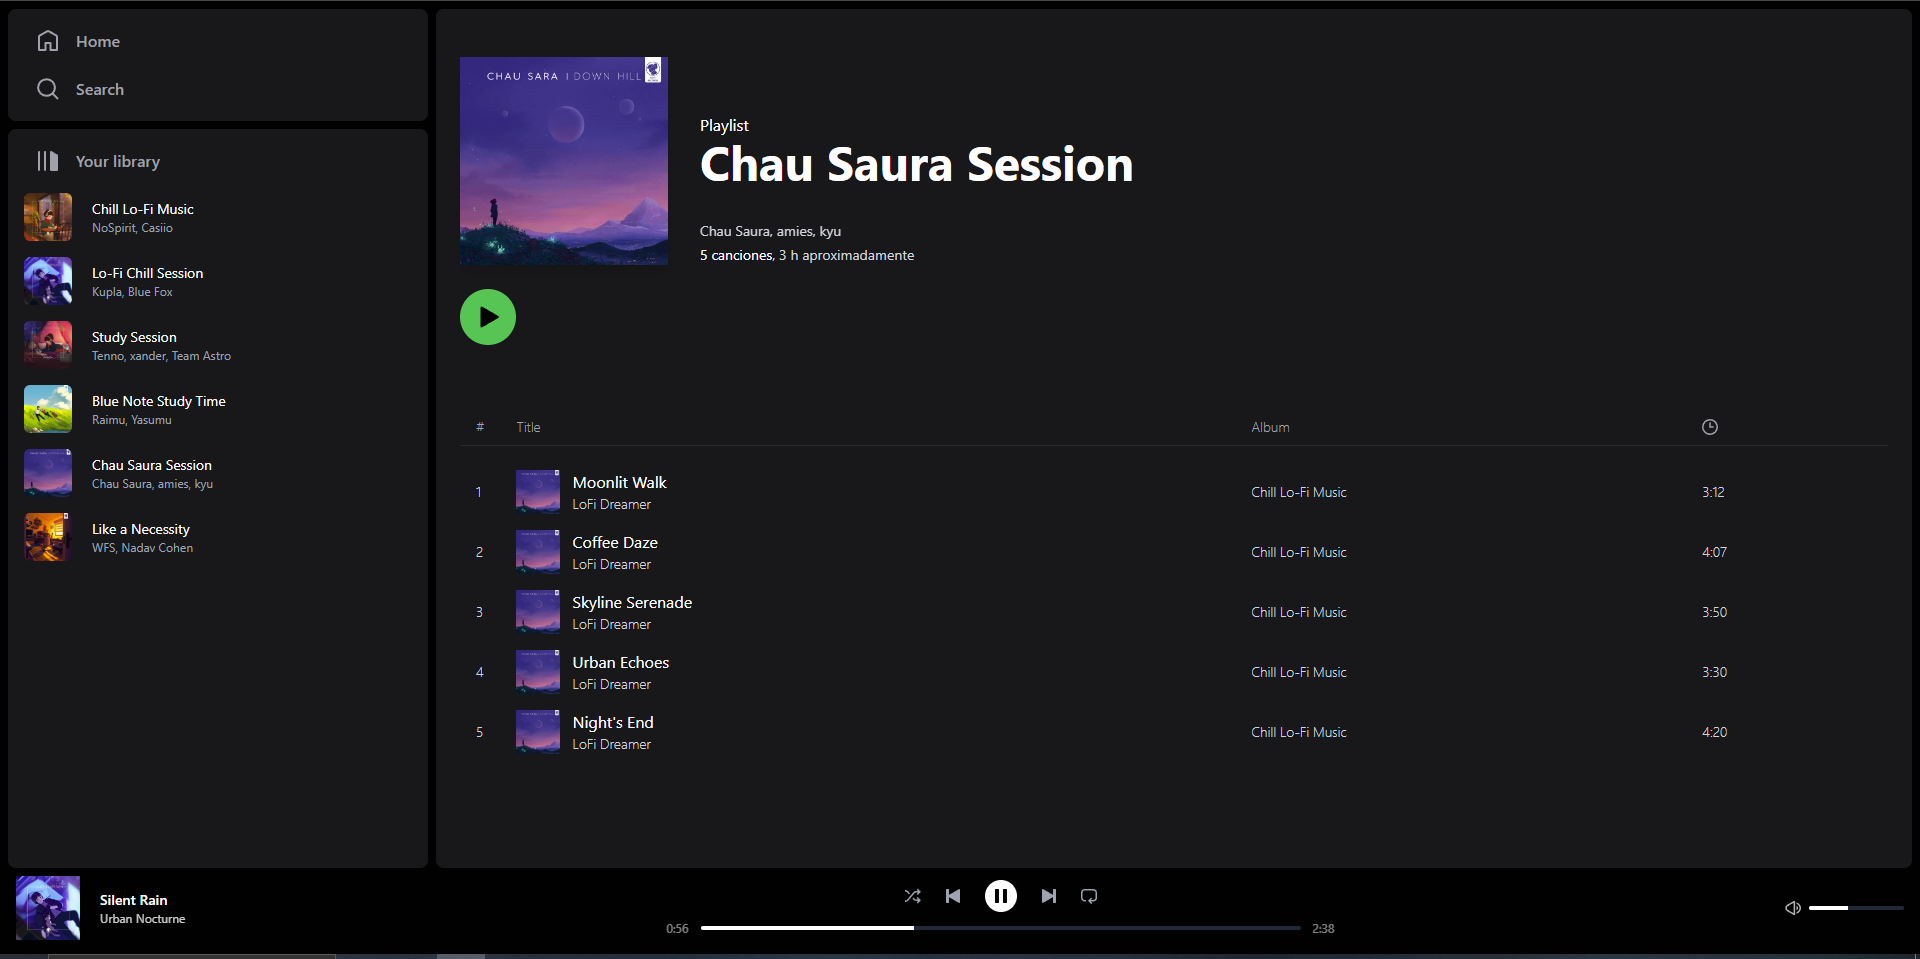 Home
Search
Your library
Chill Lo-Fi Music
NoSpirit, Casiio
Lo-Fi Chill Session
Kupla, Blue Fox
Study Session
Tenno, xander, Team Astro
Blue Note Study Time
Raimu, Yasumu
Chau Saura Session
Chau Saura, amies, kyu
Like a Necessity
WFS, Nadav Cohen
CHAU SARA | DOWN HILL
Playlist
Chau Saura Session
Chau Saura, amies, kyu
5 canciones, 3 h aproximadamente
# Title Album
1 Moonlit Walk Chill Lo-Fi Music 3:12
LoFi Dreamer
2 Coffee Daze Chill Lo-Fi Music 4:07
LoFi Dreamer
3 Skyline Serenade Chill Lo-Fi Music 3:50
LoFi Dreamer
4 Urban Echoes Chill Lo-Fi Music 3:30
LoFi Dreamer
5 Night's End Chill Lo-Fi Music 4:20
LoFi Dreamer
Silent Rain
Urban Nocturne
0:56 2:38